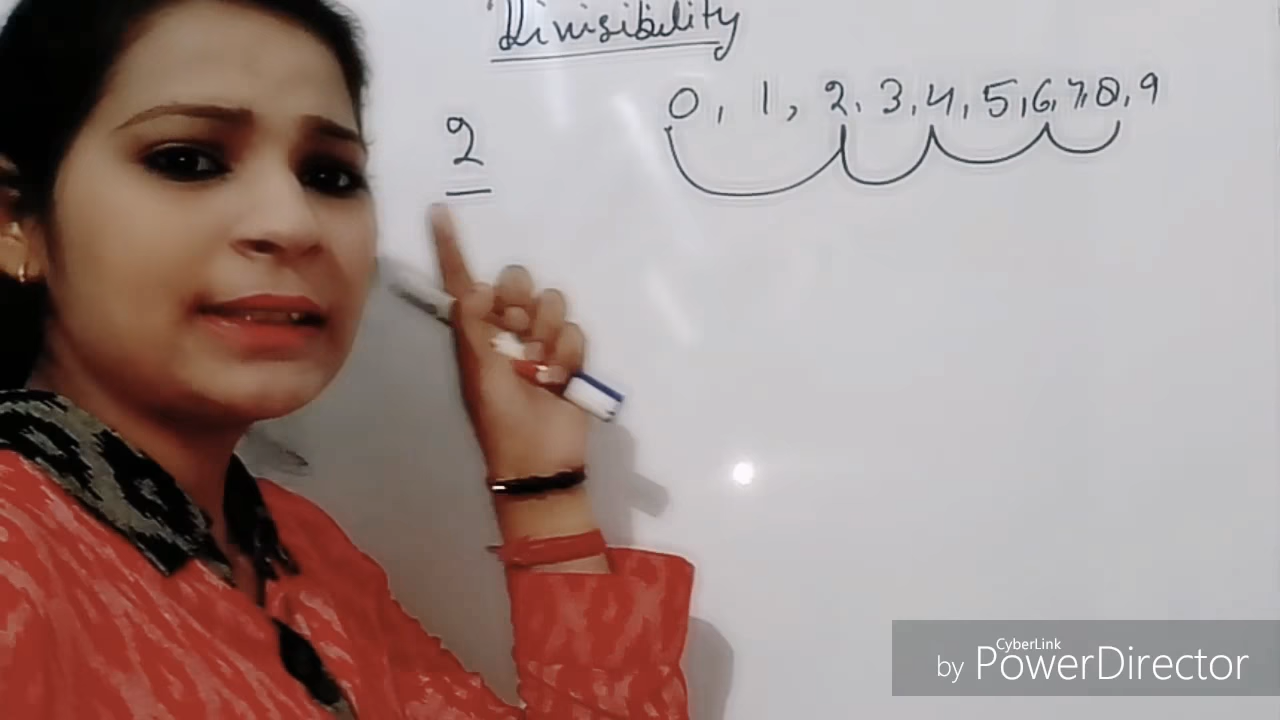 Divisibility
2
0, 1, 2, 3, 4, 5, 6, 7, 8, 9
CyberLink
by PowerDirector